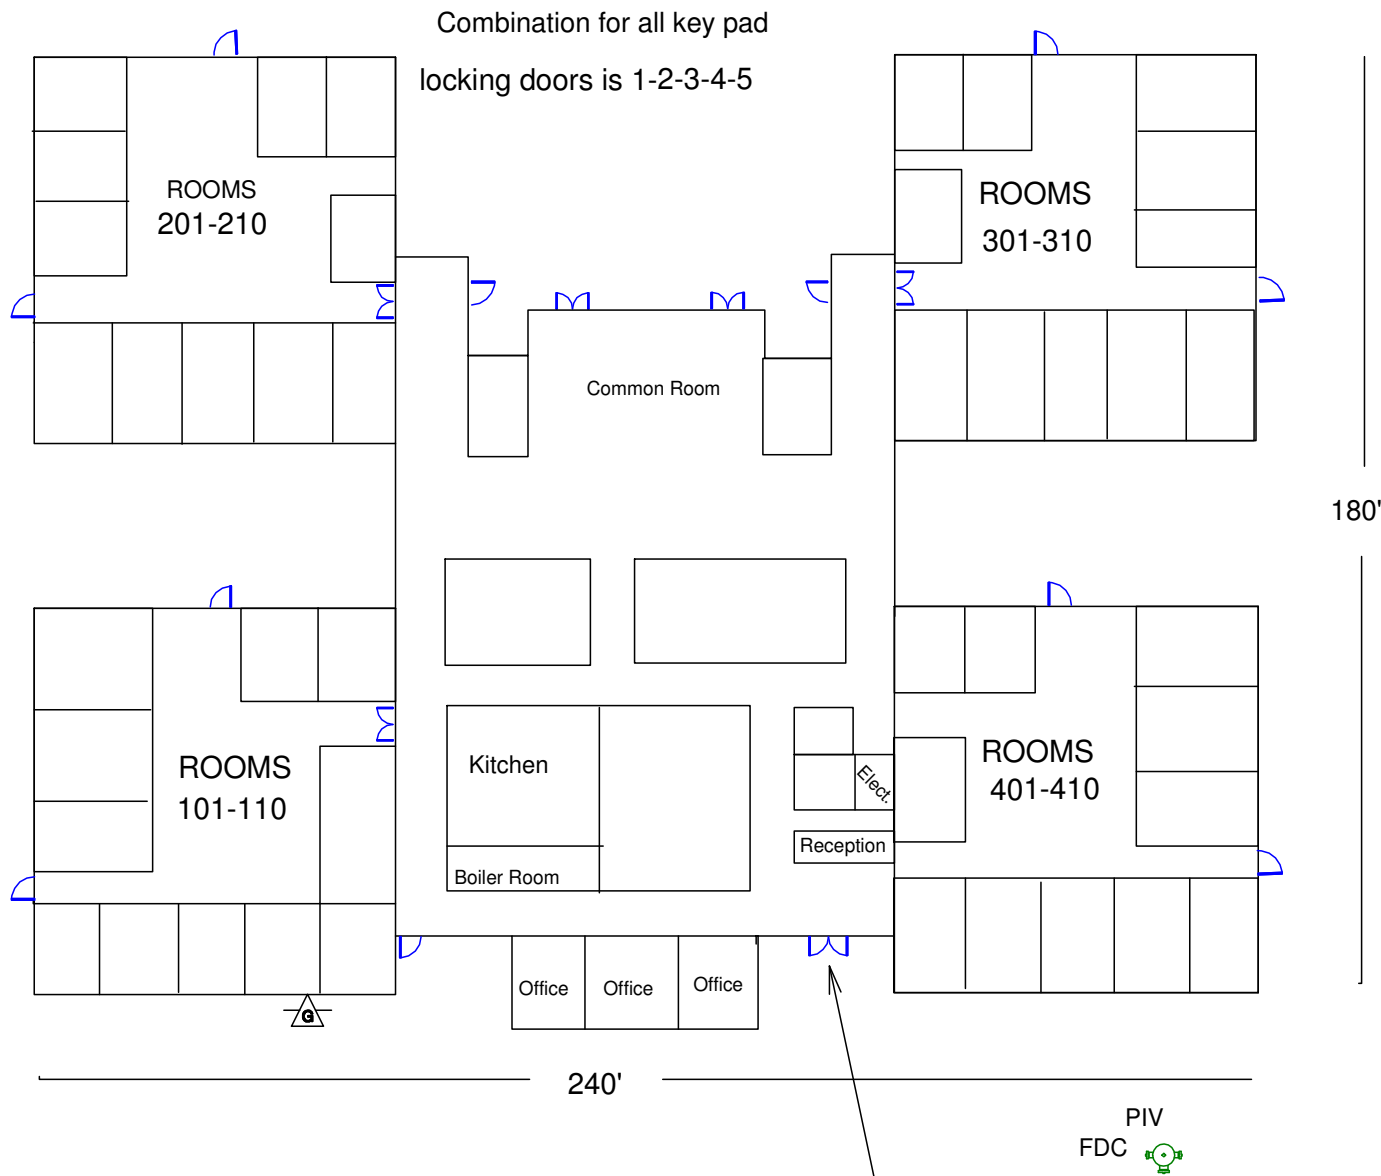 Combination for all key pad
locking doors is 1-2-3-4-5
ROOMS
201-210
ROOMS
301-310
Common Room
180'
ROOMS
101-110
Kitchen
Boiler Room
Elect.
Reception
ROOMS
401-410
Office
Office
Office
G
240'
PIV
FDC